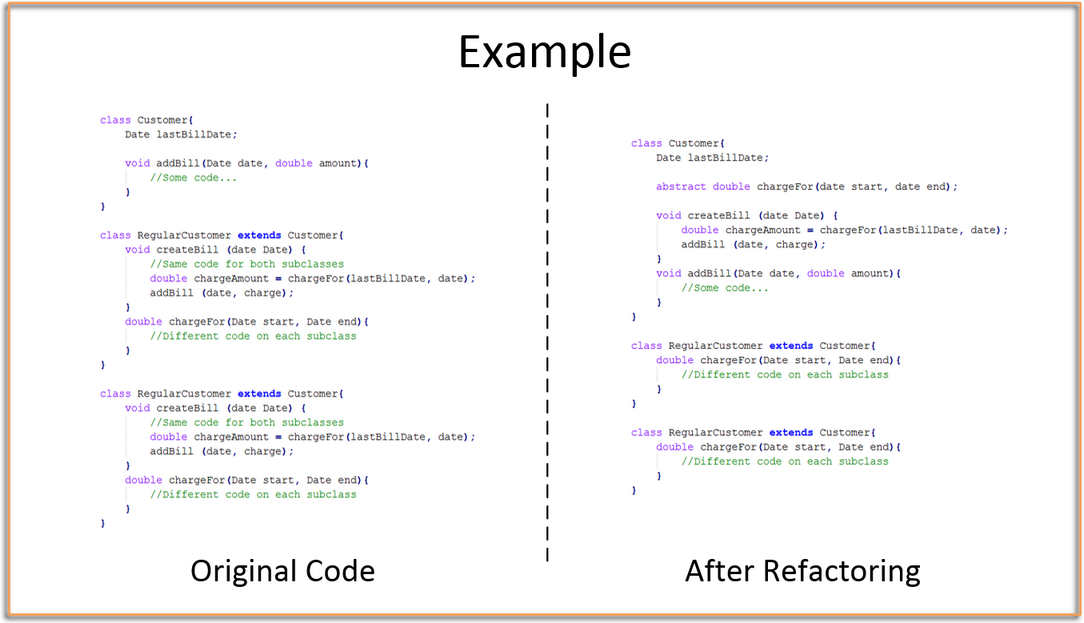 Example
class Customer{
    Date lastBillDate;
    void addBill(Date date, double amount){
        //Some code...
    }
}
class RegularCustomer extends Customer{
    void createBill (date Date) {
        //Same code for both subclasses
        double chargeAmount = chargeFor(lastBillDate, date);
        addBill (date, charge);
    }
    double chargeFor(Date start, Date end){
        //Different code on each subclass
    }
}
class RegularCustomer extends Customer{
    void createBill (date Date) {
        //Same code for both subclasses
        double chargeAmount = chargeFor(lastBillDate, date);
        addBill (date, charge);
    }
    double chargeFor(Date start, Date end){
        //Different code on each subclass
    }
}
Original Code
class Customer{
    Date lastBillDate;
    abstract double chargeFor(date start, date end);
    void createBill (date Date) {
        double chargeAmount = chargeFor(lastBillDate, date);
        addBill (date, charge);
    }
    void addBill(Date date, double amount){
        //Some code...
    }
}
class RegularCustomer extends Customer{
    double chargeFor(Date start, Date end){
        //Different code on each subclass
    }
}
class RegularCustomer extends Customer{
    double chargeFor(Date start, Date end){
        //Different code on each subclass
    }
}
After Refactoring